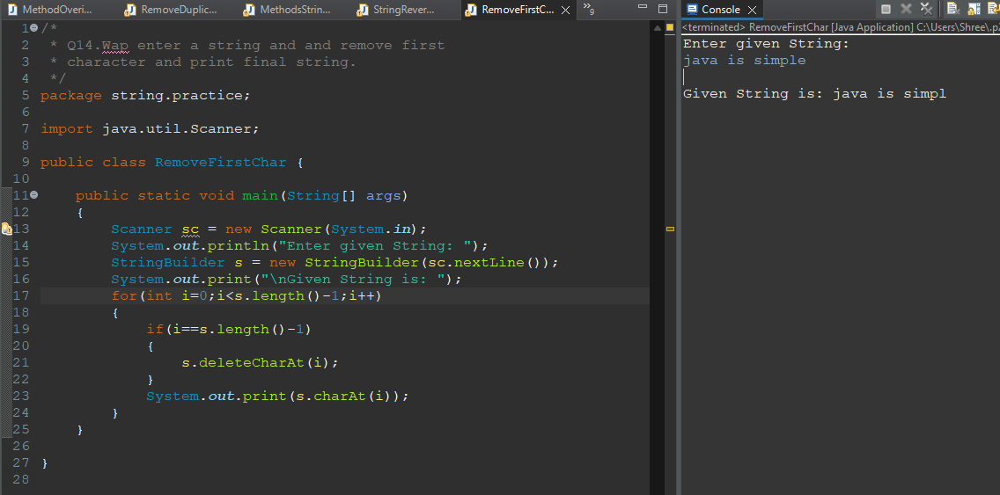 MethodOveri...
RemoveDuplic...
MethodsStrin...
StringRever...
RemoveFirstC...
9
1 /*
2  * Q14.Wap enter a string and and remove first
3  * character and print final string.
4  */
5 package string.practice;
6
7 import java.util.Scanner;
8
9 public class RemoveFirstChar {
10
11     public static void main(String[] args)
12     {
13         Scanner sc = new Scanner(System.in);
14         System.out.println("Enter given String: ");
15         StringBuilder s = new StringBuilder(sc.nextLine());
16         System.out.print("\nGiven String is: ");
17         for(int i=0;i<s.length()-1;i++)
18         {
19             if(i==s.length()-1)
20             {
21                 s.deleteCharAt(i);
22             }
23             System.out.print(s.charAt(i));
24         }
25     }
26
27 }
28
Console
<terminated> RemoveFirstChar [Java Application] C:\Users\Shree\.p2
Enter given String:
java is simple
Given String is: java is simpl